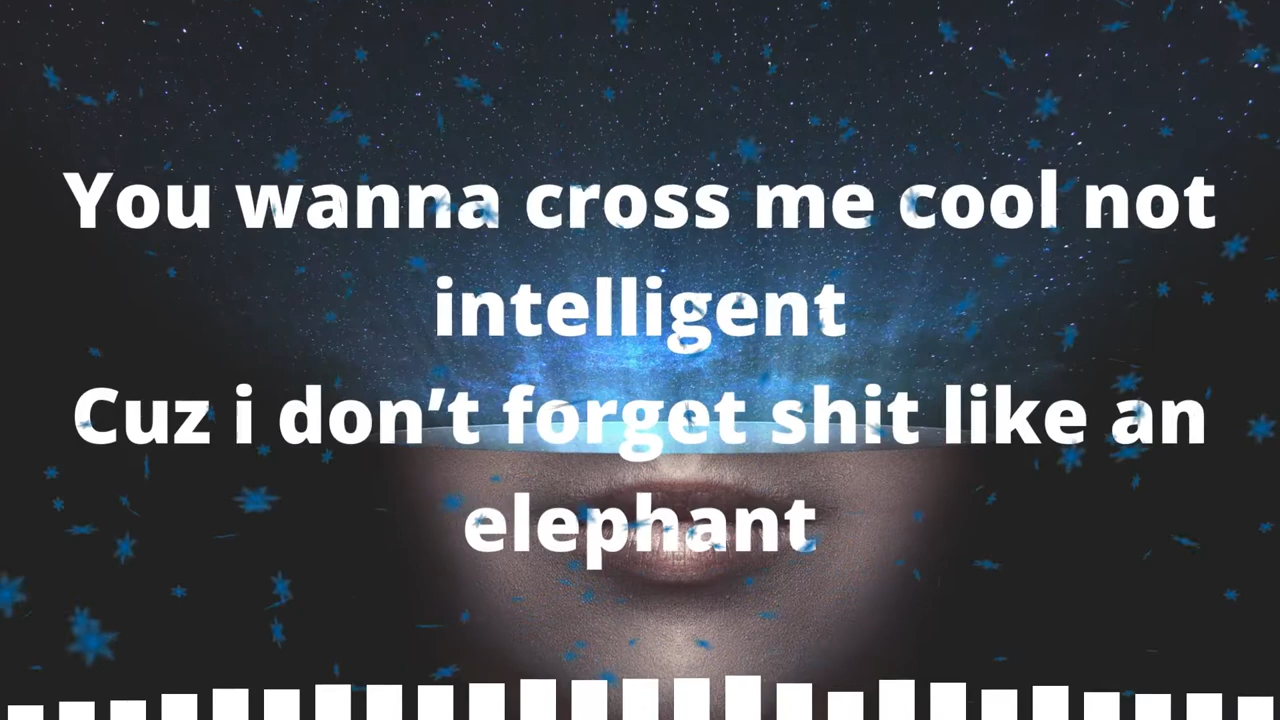 You wanna cross me cool not
intelligent
Cuz i don’t forget shit like an
elephant